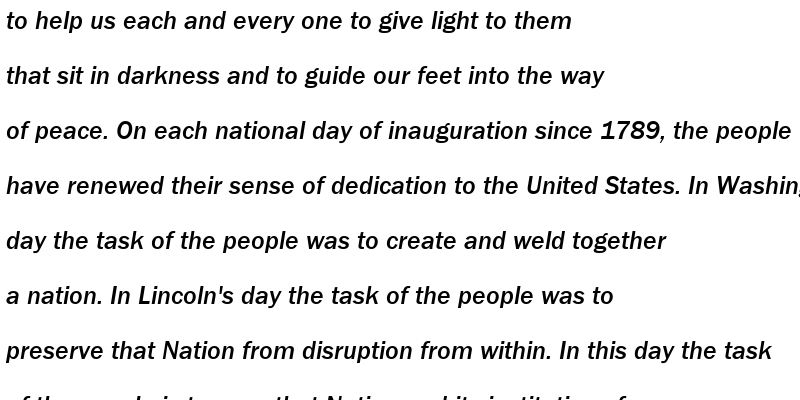 to help us each and every one to give light to them
that sit in darkness and to guide our feet into the way
of peace. On each national day of inauguration since 1789, the people
have renewed their sense of dedication to the United States. In
day the task of the people was to create and weld together
a nation. In Lincoln's day the task of the people was to
preserve that Nation from disruption from within. In this day the task